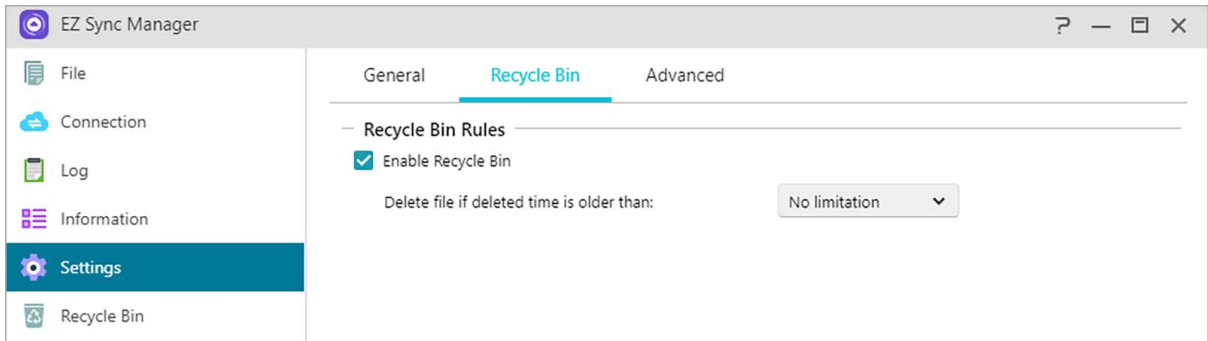 EZ Sync Manager
File
Connection
Log
Information
Settings
Recycle Bin
General Recycle Bin Advanced
Recycle Bin Rules
Enable Recycle Bin
Delete file if deleted time is older than: No limitation